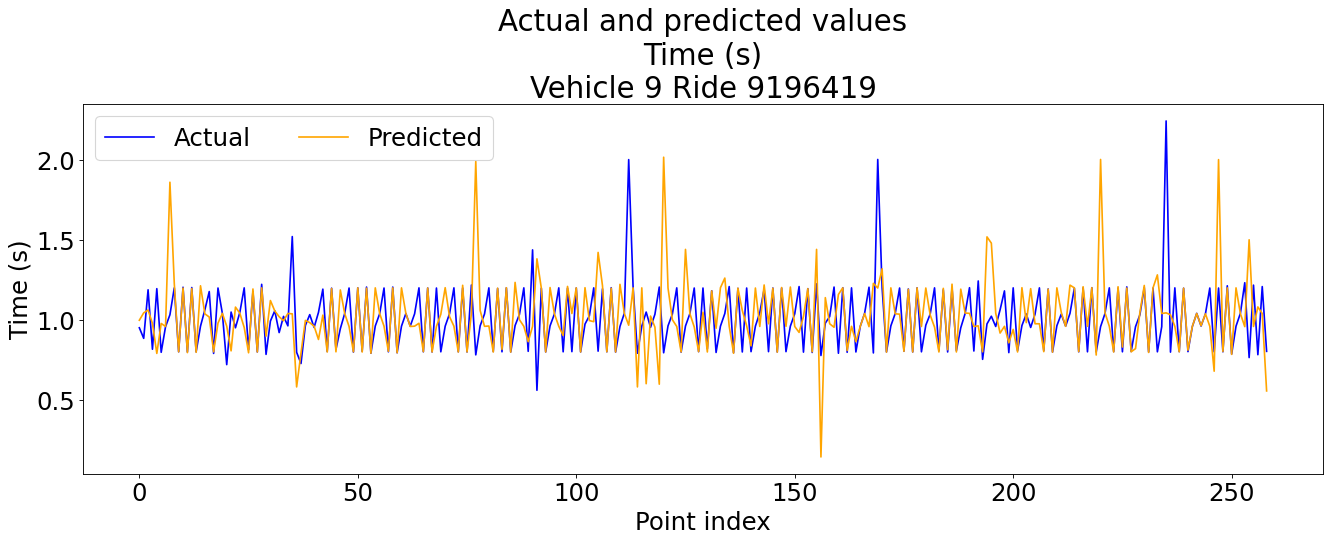 Actual and predicted values
Time (s)
Vehicle 9 Ride 9196419
Actual Predicted
2.0
1.5
1.0
0.5
Time (s)
0 50 100 150 200 250
Point index